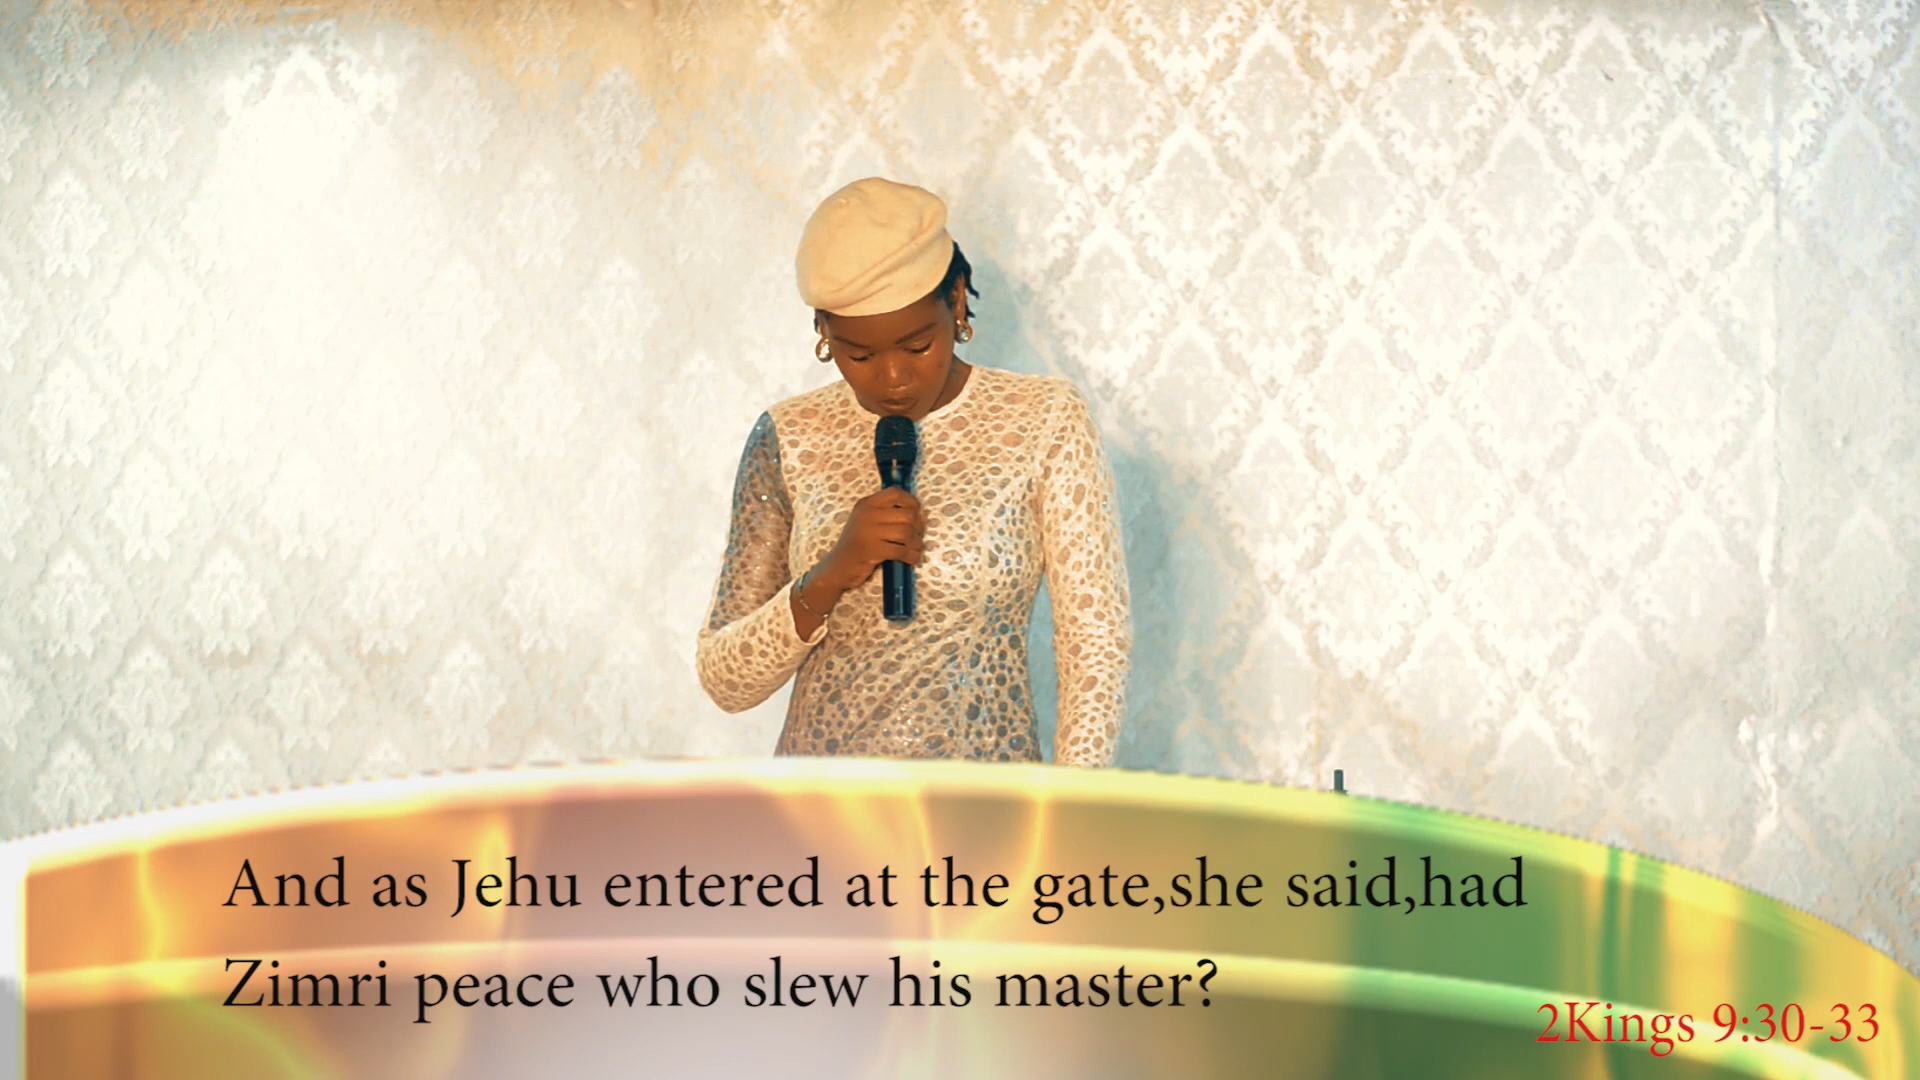 And as Jehu entered at the gate,she said,had
Zimri peace who slew his master?
2Kings 9:30-33